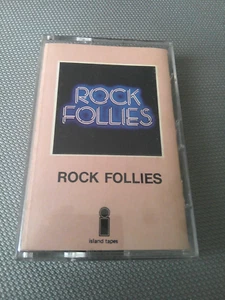 ROCK
FOLLIES
ROCK FOLLIES
island tapes